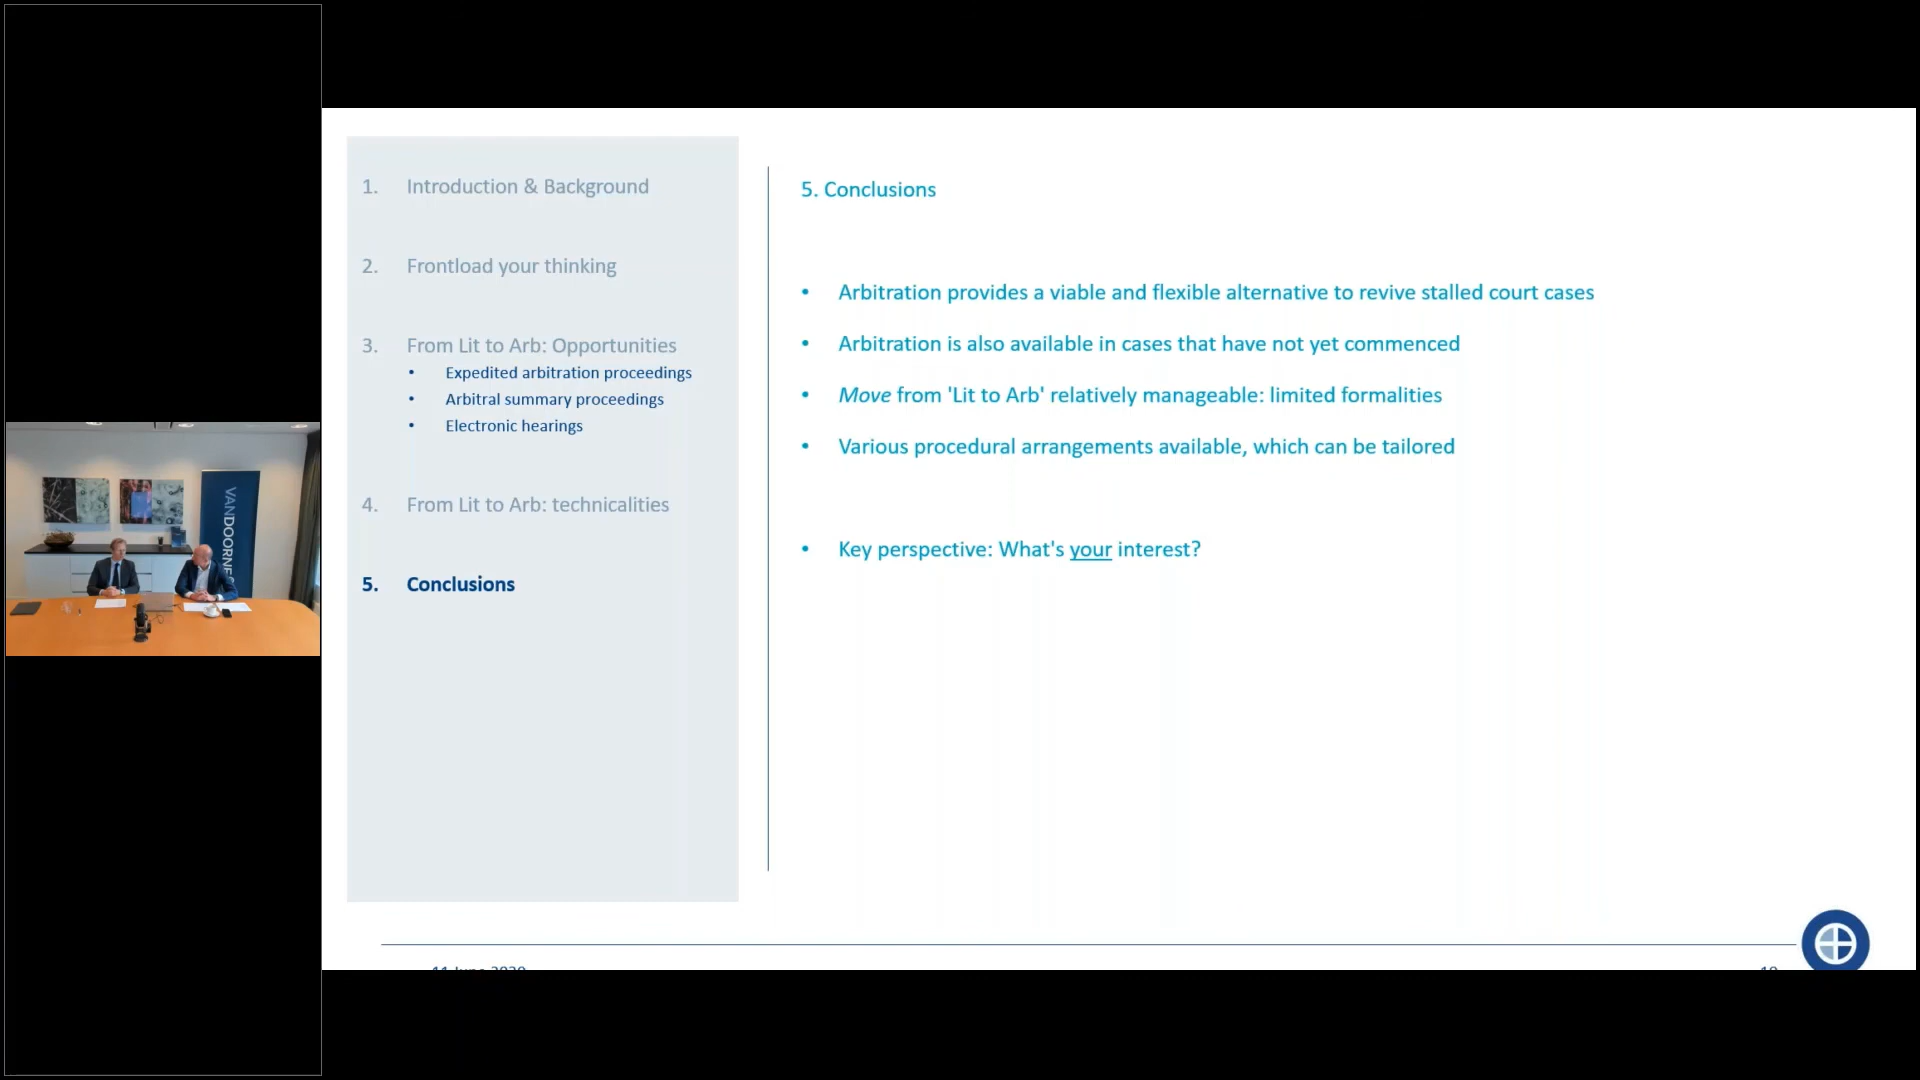 VANDOORNE
1. Introduction & Background
2. Frontload your thinking
3. From Lit to Arb: Opportunities
• Expedited arbitration proceedings
• Arbitral summary proceedings
• Electronic hearings
4. From Lit to Arb: technicalities
5. Conclusions
5. Conclusions
• Arbitration provides a viable and flexible alternative to revive stalled court cases
• Arbitration is also available in cases that have not yet commenced
• Move from 'Lit to Arb' relatively manageable: limited formalities
• Various procedural arrangements available, which can be tailored
• Key perspective: What's your interest?
11 June 2020